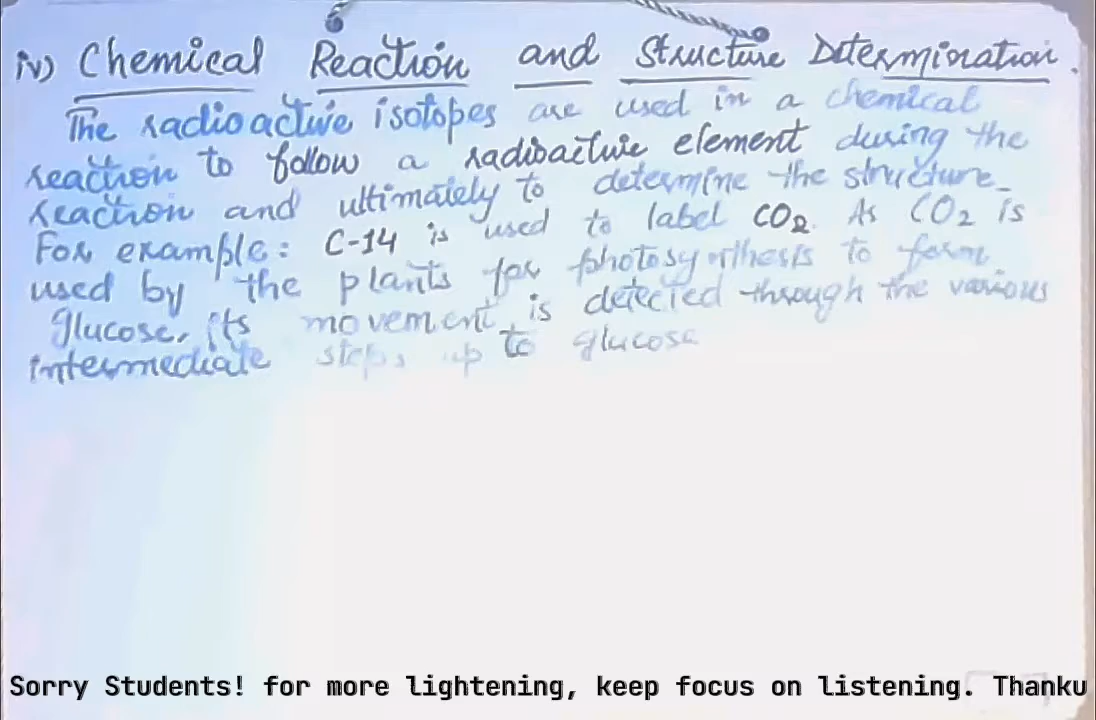 iv) Chemical Reaction and Structure Determination.
The radioactive isotopes are used in a chemical
reaction to follow a radioactive element during the
reaction and ultimately to determine the structure.
For example: C-14 is used to label CO2. As CO2 is
used by the plants for photosynthesis to form
glucose, its movement is detected through the various
intermediate steps up to glucose
Sorry Students! for more lightening, keep focus on listening. Thanku